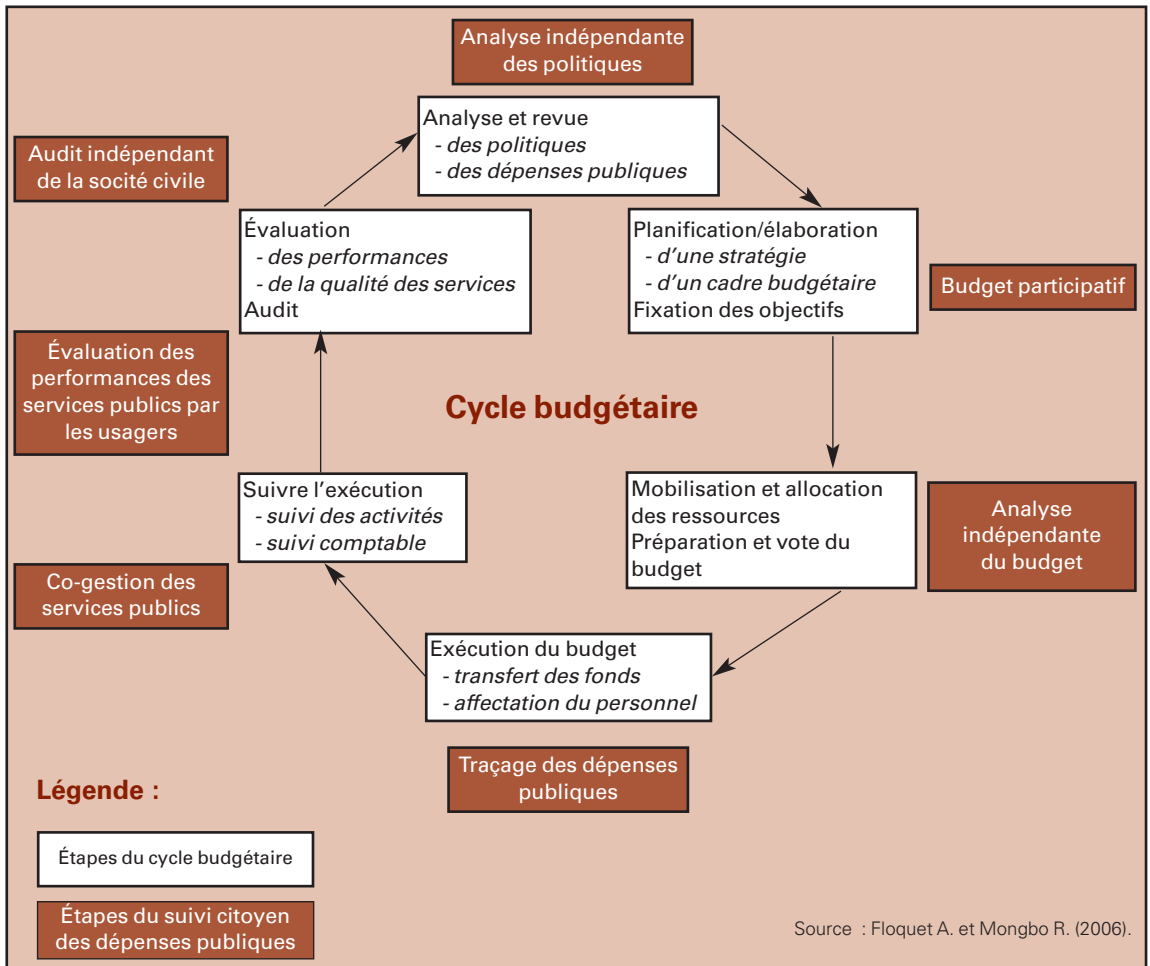 Analyse indépendante
des politiques
Analyse et revue
- des politiques
- des dépenses publiques
Audit indépendant
de la socité civile
Évaluation
- des performances
- de la qualité des services
Audit
Planification/élaboration
- d'une stratégie
- d'un cadre budgétaire
Fixation des objectifs
Budget participatif
Évaluation des
performances des
services publics par
les usagers
Cycle budgétaire
Suivre l'exécution
- suivi des activités
- suivi comptable
Mobilisation et allocation
des ressources
Préparation et vote du
budget
Analyse
indépendante
du budget
Co-gestion des
services publics
Exécution du budget
- transfert des fonds
- affectation du personnel
Traçage des dépenses
publiques
Légende :
Étapes du cycle budgétaire
Étapes du suivi citoyen
des dépenses publiques
Source : Floquet A. et Mongbo R. (2006).